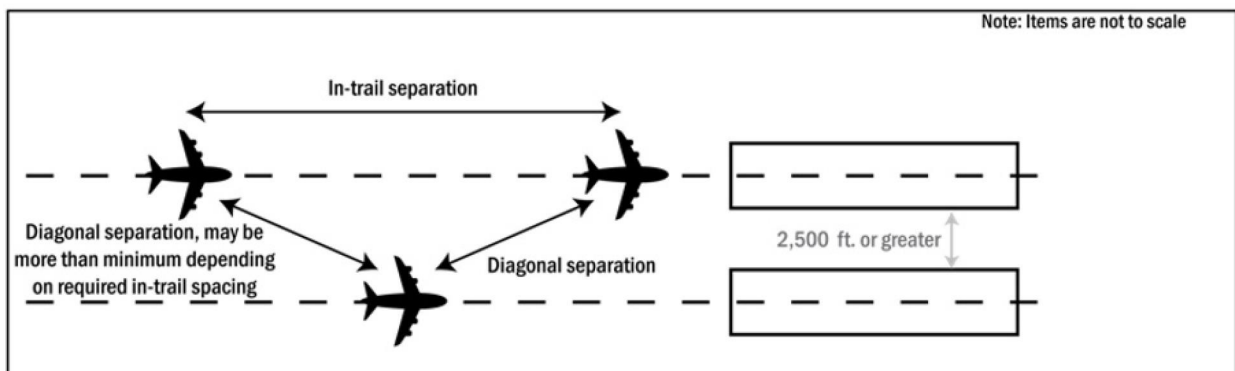 Note: Items are not to scale
In-trail separation
Diagonal separation, may be
more than minimum depending
on required in-trail spacing
Diagonal separation
2,500 ft. or greater